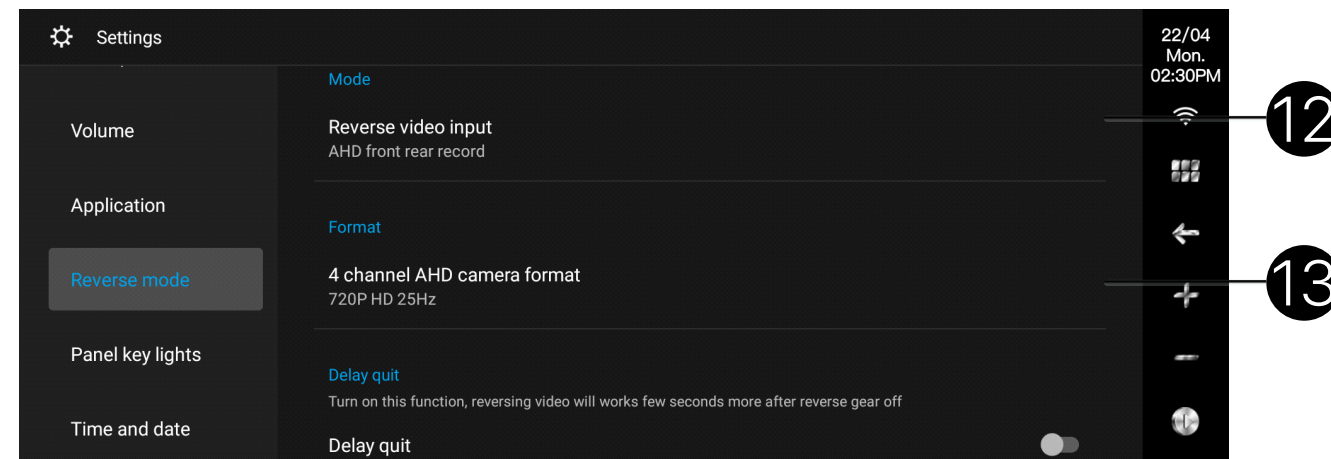 Settings
Volume
Application
Reverse mode
Panel key lights
Time and date
Mode
Reverse video input
AHD front rear record
Format
4 channel AHD camera format
720P HD 25Hz
Delay quit
Turn on this function, reversing video will works few seconds more after reverse gear off
Delay quit
22/04
Mon.
02:30PM
12
13